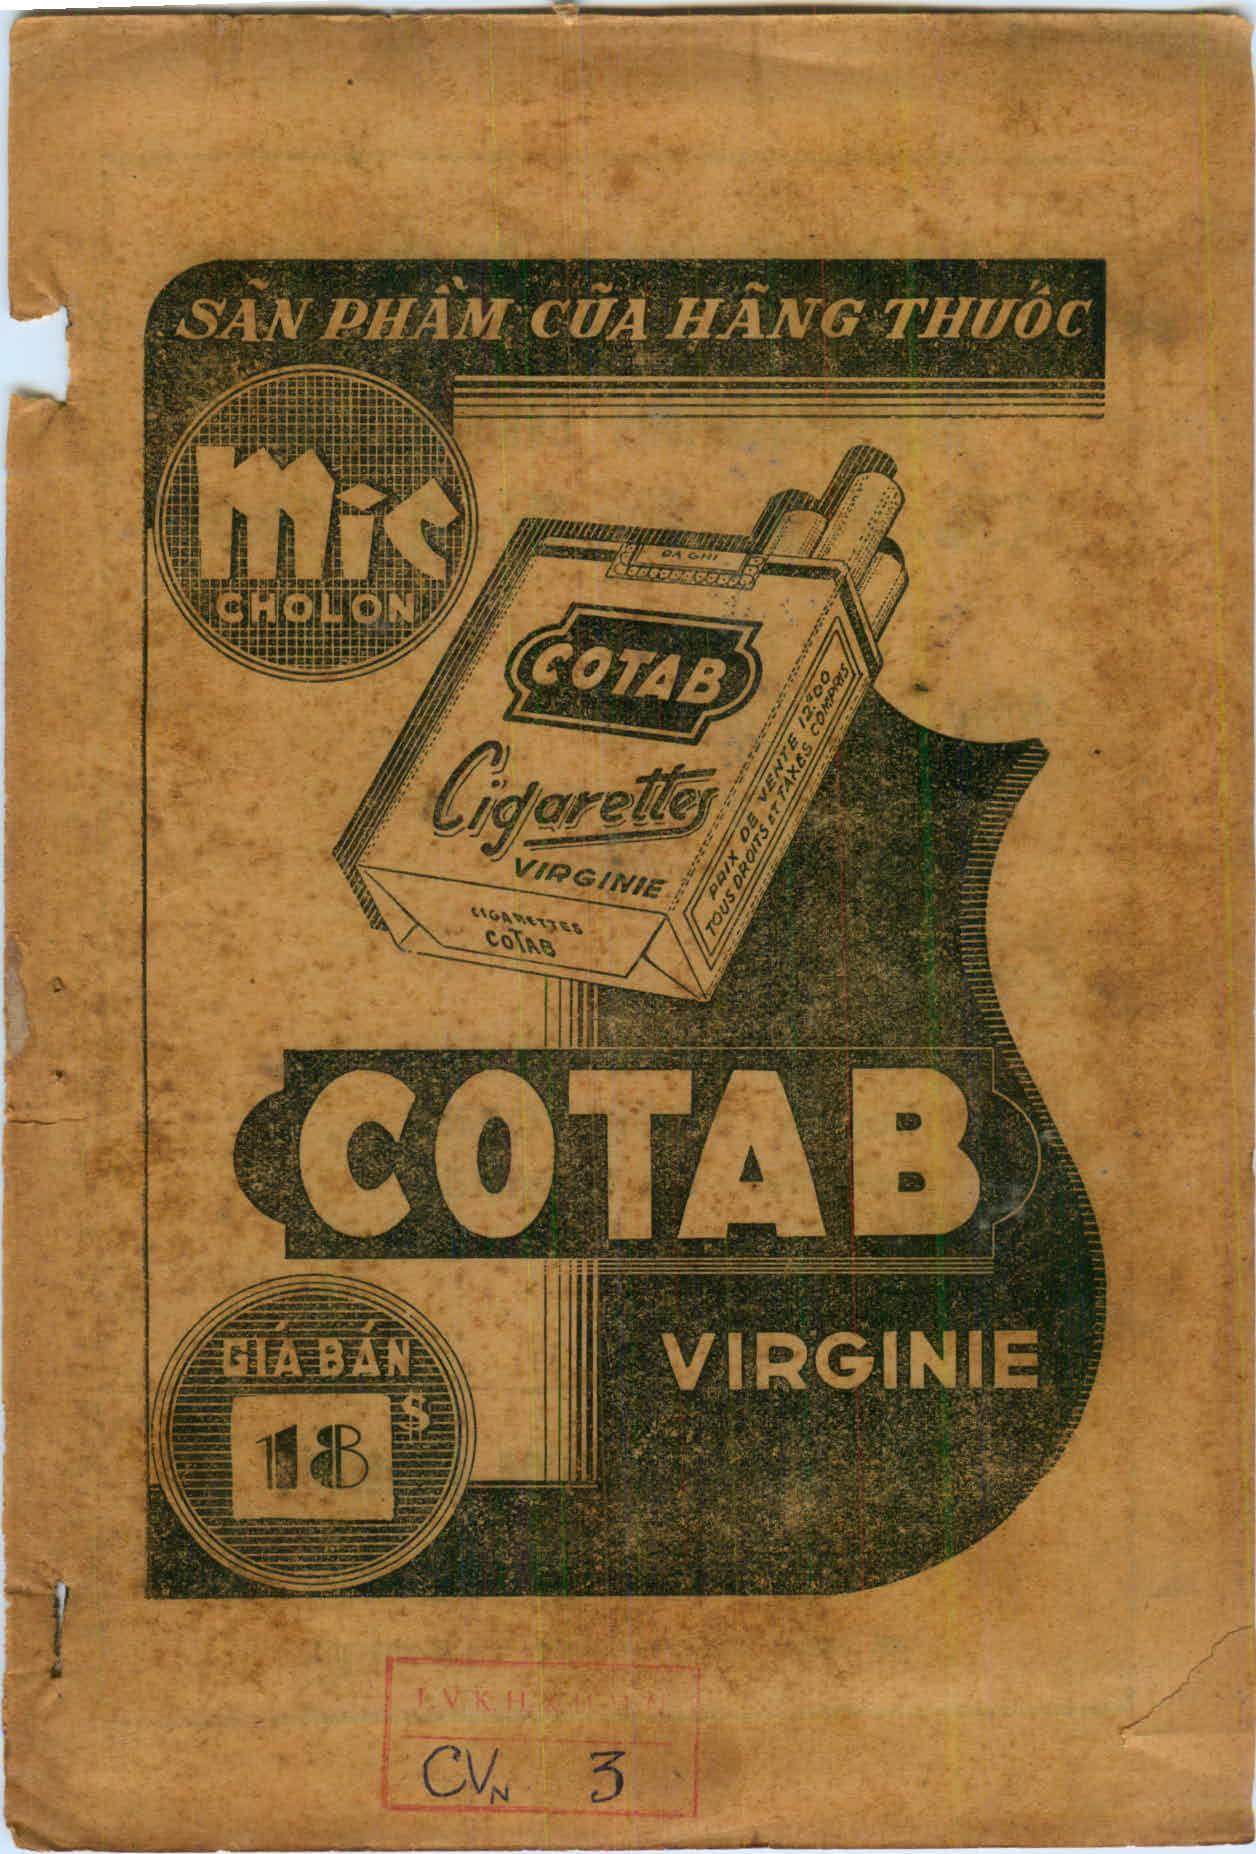 SÃN PHẨM CŨA HÃNG THUỐC
mic
CHOLON
DA GHI
COTAB
Cigarettes
VIRGINIE
CIGARETTES
COTAB
PRIX DE VENTE 12$00
TOUS DROITS ET TAXES COMPRIS
COTAB
VIRGINIE
GIÁ BÁN
18$
CVN 3